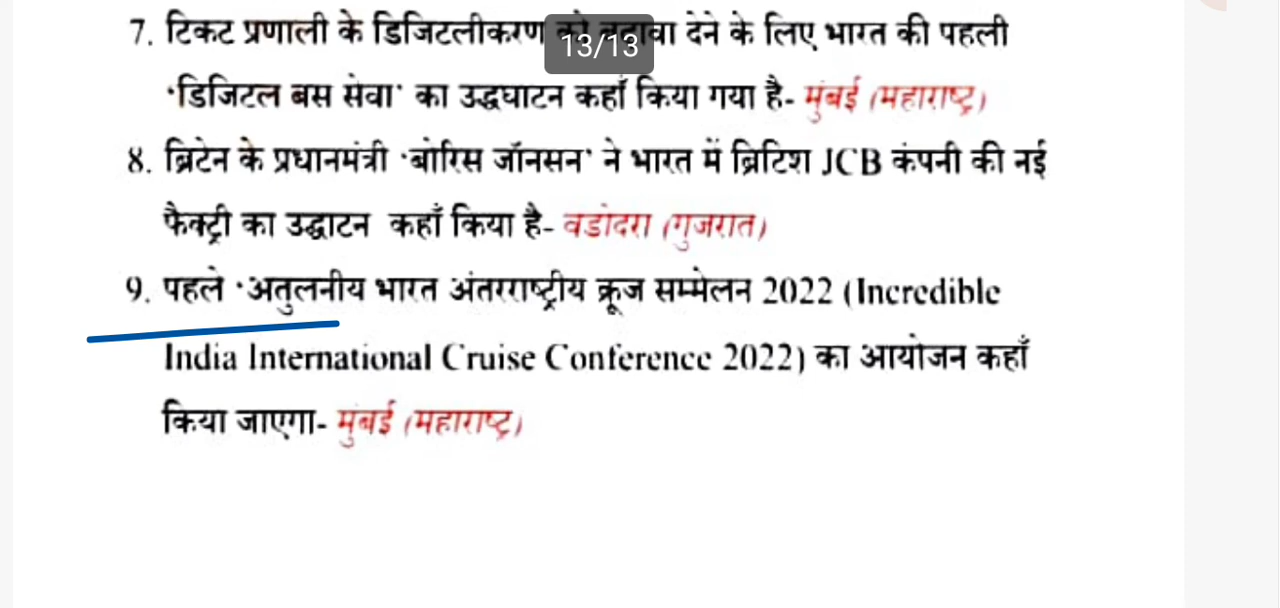 7. टिकट प्रणाली के डिजिटलीकरण को बढ़ावा देने के लिए भारत की पहली
13/13
'डिजिटल बस सेवा' का उद्धघाटन कहाँ किया गया है- मुंबई (महाराष्ट्र)
8. ब्रिटेन के प्रधानमंत्री 'बोरिस जॉनसन' ने भारत में ब्रिटिश JCB कंपनी की नई
फैक्ट्री का उद्घाटन कहाँ किया है- वडोदरा (गुजरात)
9. पहले 'अतुलनीय भारत अंतरराष्ट्रीय क्रूज सम्मेलन 2022 (Incredible
India International Cruise Conference 2022) का आयोजन कहाँ
किया जाएगा- मुंबई (महाराष्ट्र)